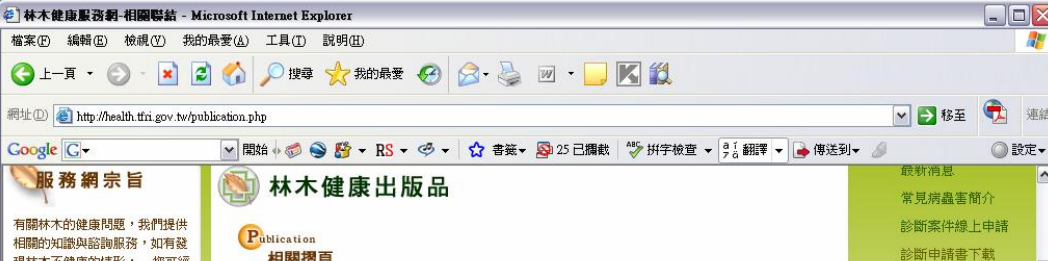 林木健康服務網-相關聯結 - Microsoft Internet Explorer
檔案(F) 編輯(E) 檢視(V) 我的最愛(A) 工具(T) 說明(H)
上一頁 搜尋 我的最愛
網址(D) http://health.tfri.gov.tw/publication.php 移至 連結
Google G 開始 RS 書籤 25 已攔截 ABC 拼字檢查 翻譯 傳送到 設定
服務網宗旨
有關林木的健康問題,我們提供
相關的知識與諮詢服務,如有發
林木健康出版品
Publication
相關摺頁
最新消息
常見病蟲害簡介
診斷案件線上申請
診斷申請書下載